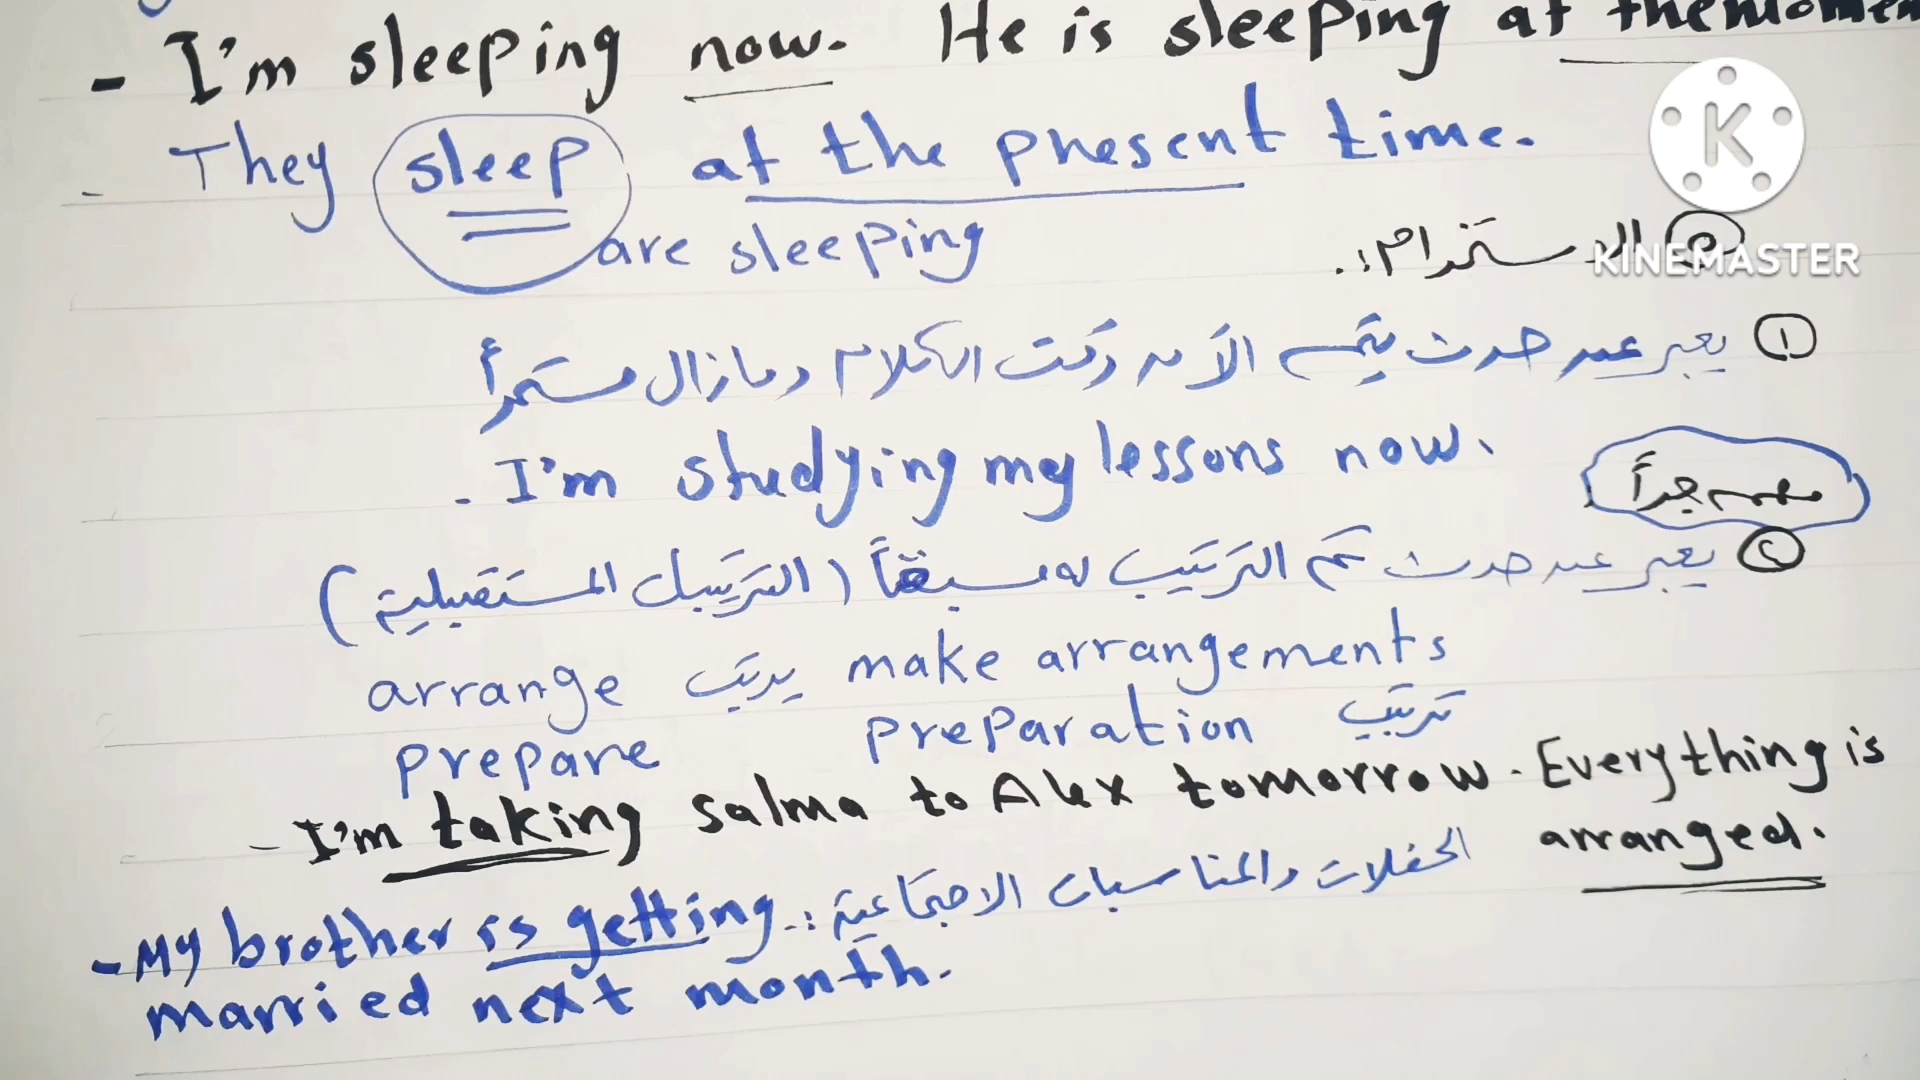 - I'm sleeping now. He is sleeping at the momen
- They sleep at the present time.
are sleeping
الاستخدام:
KINEMASTER
① يعبر عن حدث يتم الآن وقت الكلام ومازال مستمراً
- I'm studying my lessons now.
مهم جداً
② يعبر عن حدث تم الترتيب له مسبقاً (الترتيبات المستقبلية)
arrange يرتب make arrangements
prepare preparation ترتيب
- I'm taking salma to Alex tomorrow. Everything is
arranged.
الحفلات والمناسبات الاجتماعية:
- My brother is getting
married next month.